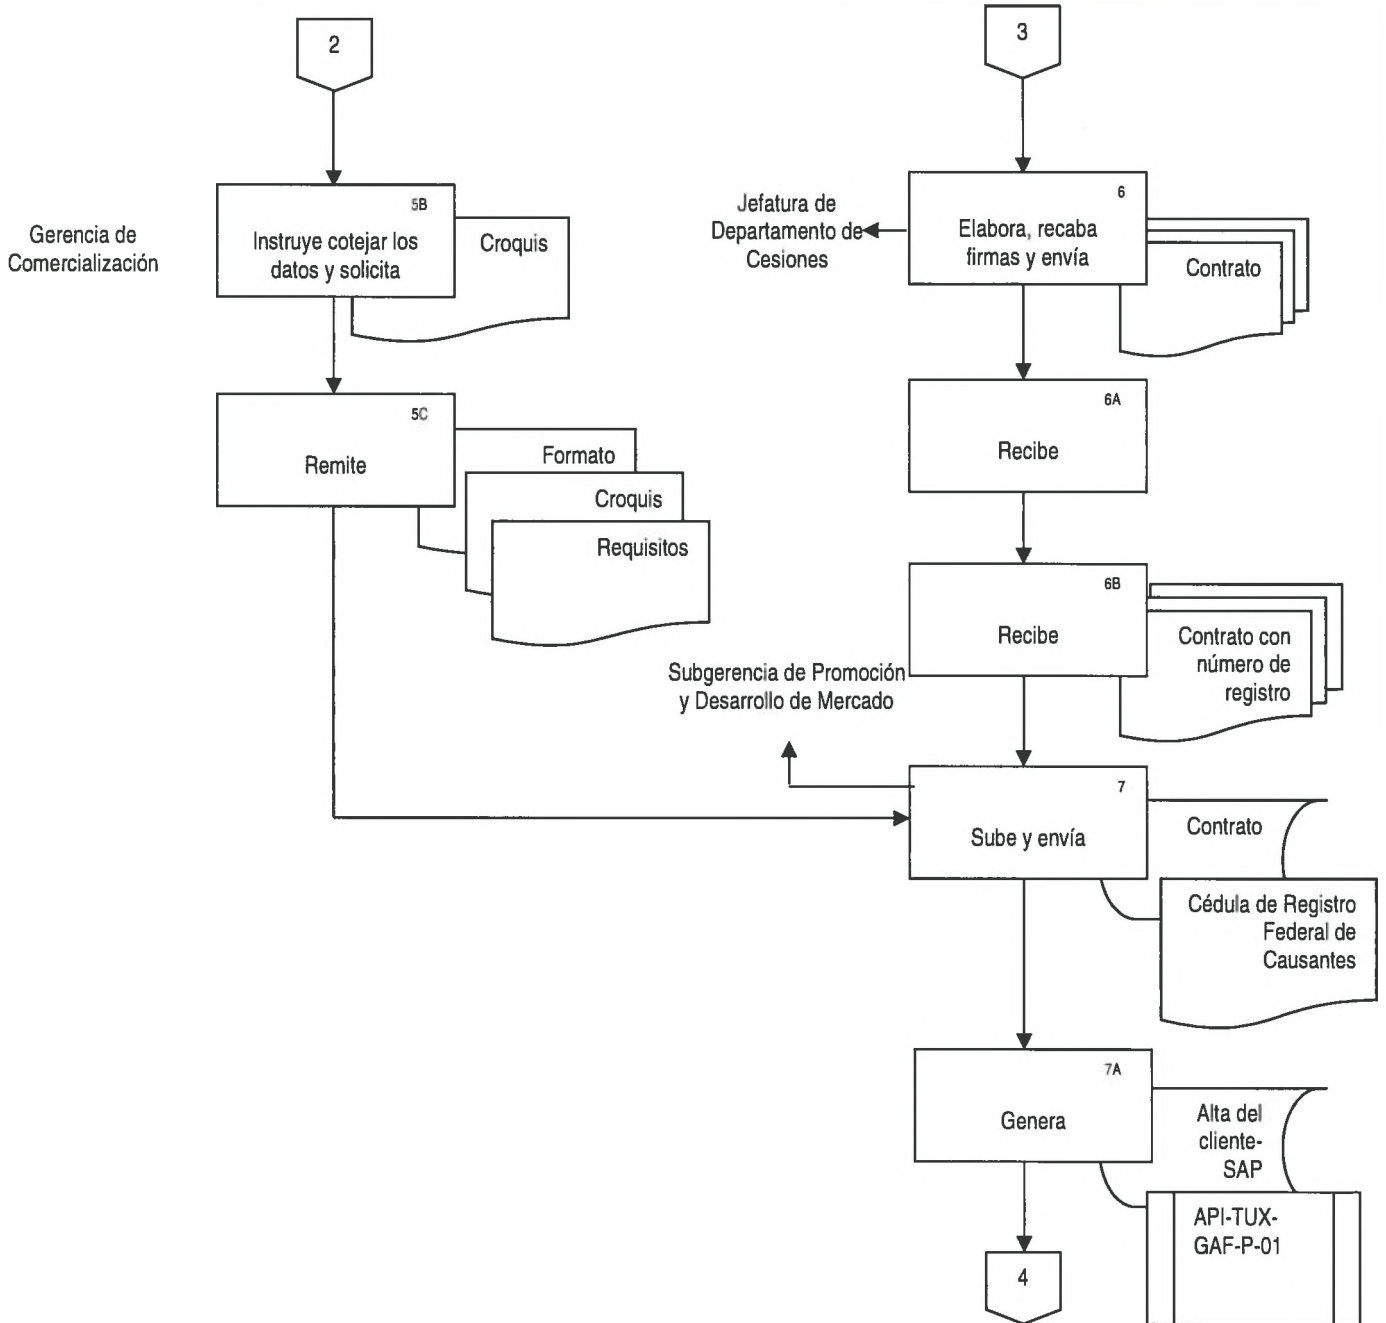 2
3
5B
Instruye cotejar los
datos y solicita
Croquis
Gerencia de
Comercialización
Jefatura de
Departamento de
Cesiones
6
Elabora, recaba
firmas y envía
Contrato
5C
Remite
Formato
Croquis
Requisitos
6A
Recibe
6B
Recibe
Contrato con
número de
registro
Subgerencia de Promoción
y Desarrollo de Mercado
7
Sube y envía
Contrato
Cédula de Registro
Federal de
Causantes
7A
Genera
Alta del
cliente-
SAP
API-TUX-
GAF-P-01
4